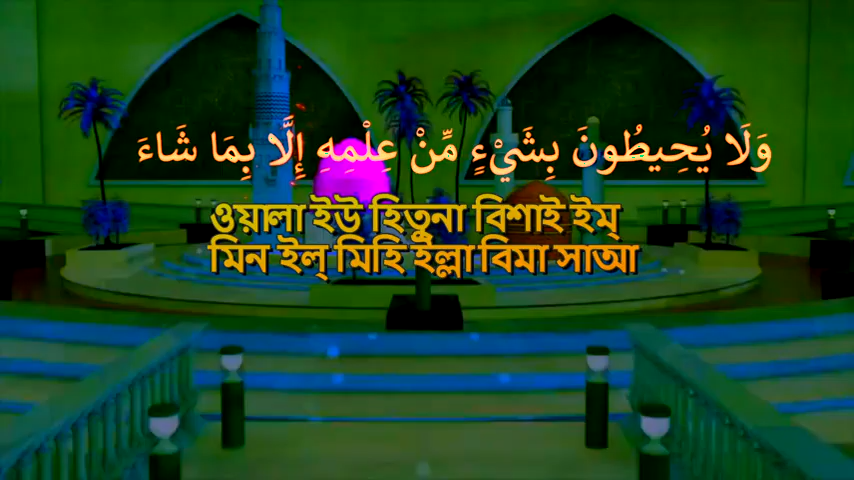 وَلَا يُحِيطُونَ بِشَيْءٍ مِّنْ عِلْمِهِ إِلَّا بِمَا شَاءَ
ওয়ালা ইউ হিতুনা বিশাই ইম্
মিন ইল্ মিহি ইল্লা বিমা সাআ